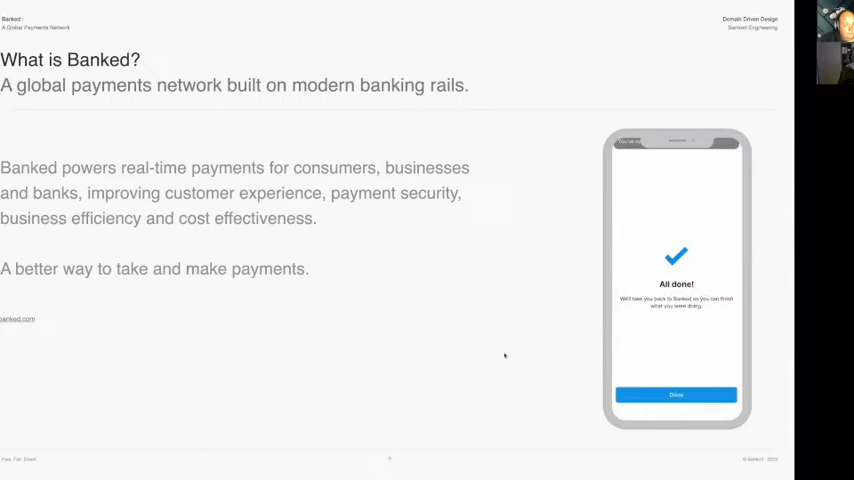 Banked :
A Global Payments Network
Domain Driven Design
Banked Engineering
What is Banked?
A global payments network built on modern banking rails.
Banked powers real-time payments for consumers, businesses
and banks, improving customer experience, payment security,
business efficiency and cost effectiveness.
A better way to take and make payments.
banked.com
All done!
We'll take you back to Banked, so you can finish
what you were doing.
Done
Fast. Fair. Smart.
© Banked : 2022